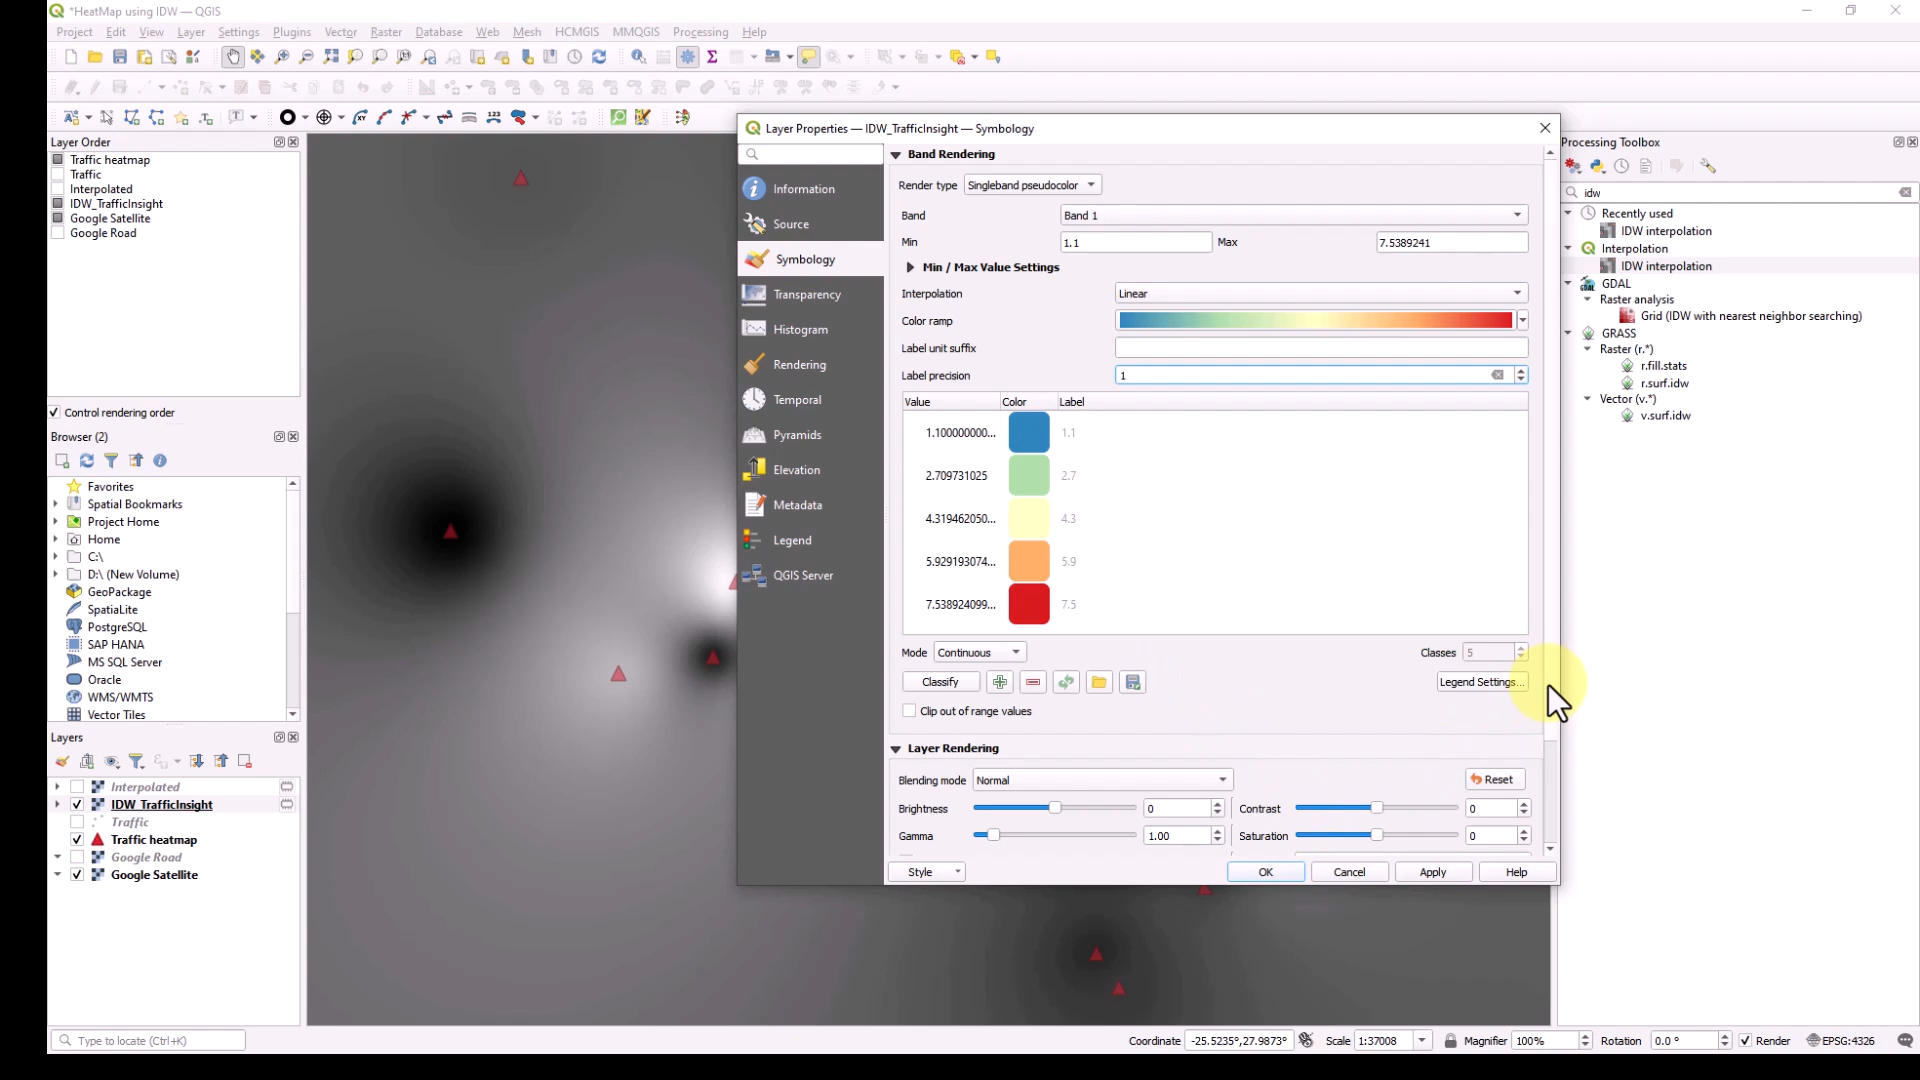 *HeatMap using IDW — QGIS
Project Edit View Layer Settings Plugins Vector Raster Database Web Mesh HCMGIS MMQGIS Processing Help
Layer Order
Traffic heatmap
Traffic
Interpolated
IDW_TrafficInsight
Google Satellite
Google Road
Control rendering order
Browser (2)
Favorites
Spatial Bookmarks
Project Home
Home
C:\
D:\ (New Volume)
GeoPackage
SpatiaLite
PostgreSQL
SAP HANA
MS SQL Server
Oracle
WMS/WMTS
Vector Tiles
Layers
Interpolated
IDW_TrafficInsight
Traffic
Traffic heatmap
Google Road
Google Satellite
Layer Properties — IDW_TrafficInsight — Symbology
Information
Source
Symbology
Transparency
Histogram
Rendering
Temporal
Pyramids
Elevation
Metadata
Legend
QGIS Server
Band Rendering
Render type Singleband pseudocolor
Band Band 1
Min 1.1 Max 7.5389241
Min / Max Value Settings
Interpolation Linear
Color ramp
Label unit suffix
Label precision 1
Value Color Label
1.100000000... 1.1
2.709731025 2.7
4.319462050... 4.3
5.929193074... 5.9
7.538924099... 7.5
Mode Continuous Classes 5
Classify Legend Settings...
Clip out of range values
Layer Rendering
Blending mode Normal Reset
Brightness 0 Contrast 0
Gamma 1.00 Saturation 0
Style OK Cancel Apply Help
Processing Toolbox
idw
Recently used
IDW interpolation
Interpolation
IDW interpolation
GDAL
Raster analysis
Grid (IDW with nearest neighbor searching)
GRASS
Raster (r.*)
r.fill.stats
r.surf.idw
Vector (v.*)
v.surf.idw
Type to locate (Ctrl+K) Coordinate -25.5235°,27.9873° Scale 1:37008 Magnifier 100% Rotation 0.0 ° Render EPSG:4326